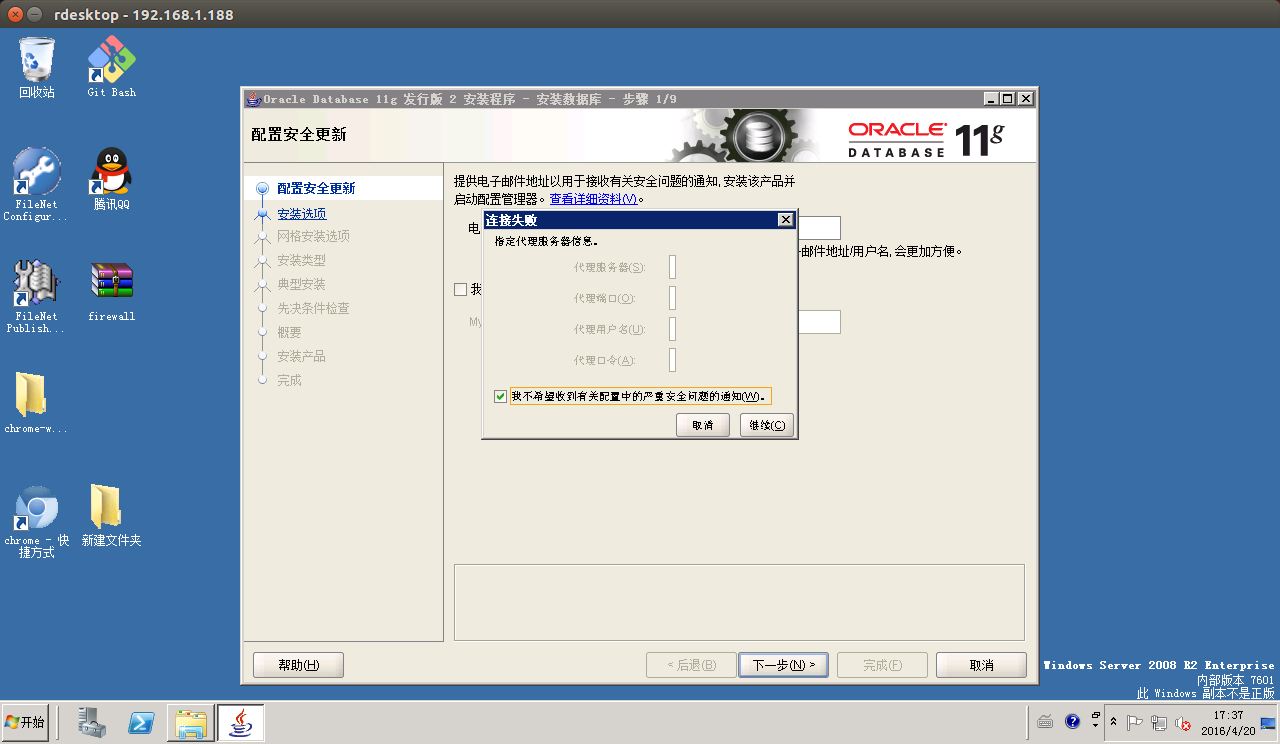 rdesktop - 192.168.1.188
回收站
Git Bash
FileNet
Configur...
腾讯QQ
FileNet
Publish...
firewall
chrome-w...
chrome - 快
捷方式
新建文件夹
Oracle Database 11g 发行版 2 安装程序 - 安装数据库 - 步骤 1/9
配置安全更新
ORACLE
DATABASE
11g
配置安全更新
安装选项
网格安装选项
安装类型
典型安装
先决条件检查
概要
安装产品
完成
提供电子邮件地址以用于接收有关安全问题的通知, 安装该产品并
启动配置管理器。查看详细资料(V)。
电
邮件地址/用户名, 会更加方便。
我
My
连接失败
指定代理服务器信息。
代理服务器(S):
代理端口(O):
代理用户名(U):
代理口令(A):
我不希望收到有关配置中的严重安全问题的通知(W)。
取消
继续(C)
帮助(H)
< 后退(B)
下一步(N) >
完成(F)
取消
Windows Server 2008 R2 Enterprise
内部版本 7601
此 Windows 副本不是正版
开始
17:37
2016/4/20